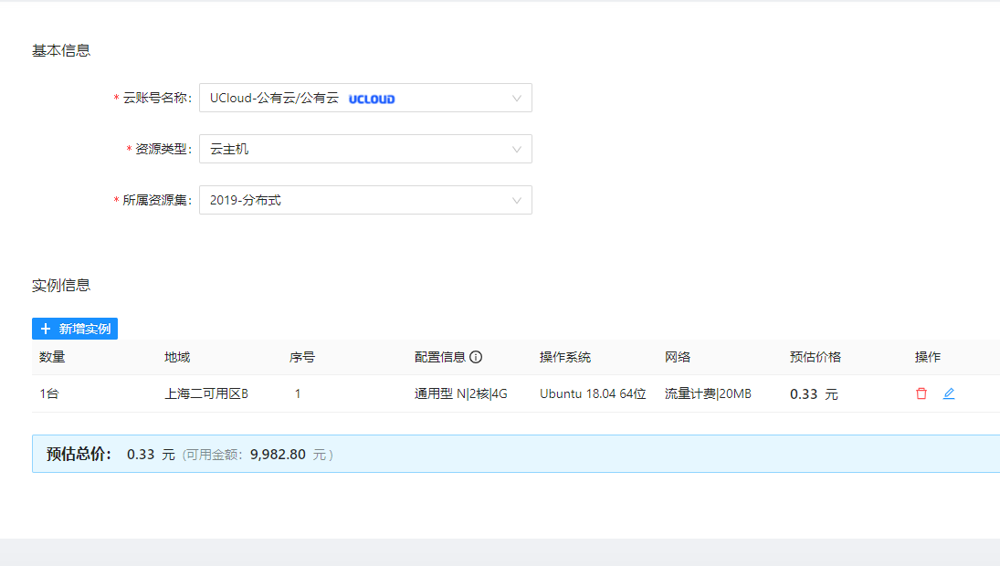 基本信息
* 云账号名称: UCloud-公有云/公有云 UCLOUD
* 资源类型: 云主机
* 所属资源集: 2019-分布式
实例信息
+ 新增实例
数量 地域 序号 配置信息 操作系统 网络 预估价格 操作
1台 上海二可用区B 1 通用型 N|2核|4G Ubuntu 18.04 64位 流量计费|20MB 0.33 元
预估总价: 0.33 元 (可用金额: 9,982.80 元)